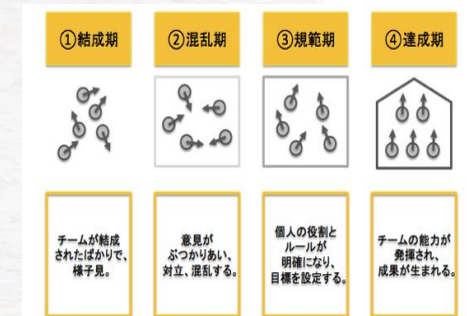 ①結成期
②混乱期
③規範期
④達成期
チームが結成
されたばかりで、
様子見。
意見が
ぶつかりあい、
対立、混乱する。
個人の役割と
ルールが
明確になり、
目標を設定する。
チームの能力が
発揮され、
成果が生まれる。